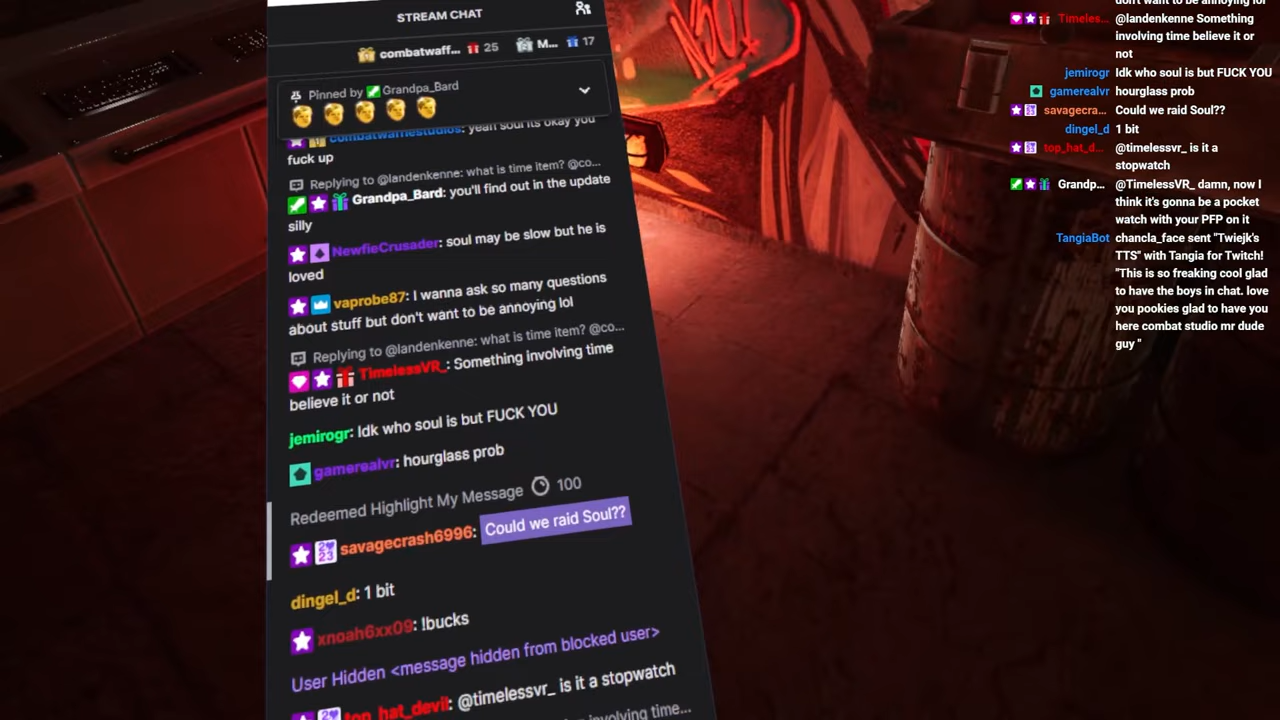 STREAM CHAT
combatwaff... 25 M... 17
Pinned by Grandpa_Bard
combatwafflestudios: yeah soul its okay you
fuck up
Replying to @landenkenne: what is time item? @co...
Grandpa_Bard: you'll find out in the update
silly
NewfieCrusader: soul may be slow but he is
loved
vaprobe87: I wanna ask so many questions
about stuff but don't want to be annoying lol
Replying to @landenkenne: what is time item? @co...
TimelessVR_: Something involving time
believe it or not
jemirogr: Idk who soul is but FUCK YOU
gamerealvr: hourglass prob
Redeemed Highlight My Message 100
savagecrash6996: Could we raid Soul??
dingel_d: 1 bit
xnoah6xx09: !bucks
User Hidden <message hidden from blocked user>
top_hat_devil: @timelessvr_ is it a stopwatch
involving time...
don't want to be annoying lol
Timeles... @landenkenne Something
involving time believe it or
not
jemirogr Idk who soul is but FUCK YOU
gamerealvr hourglass prob
savagecra... Could we raid Soul??
dingel_d 1 bit
top_hat_d... @timelessvr_ is it a
stopwatch
Grandp... @TimelessVR_ damn, now I
think it's gonna be a pocket
watch with your PFP on it
TangiaBot chancla_face sent "Twiejk's
TTS" with Tangia for Twitch!
"This is so freaking cool glad
to have the boys in chat. love
you pookies glad to have you
here combat studio mr dude
guy "